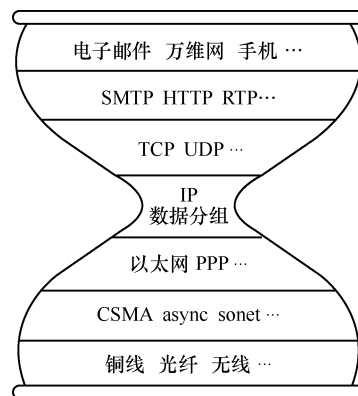 电子邮件 万维网 手机 …
SMTP HTTP RTP…
TCP UDP …
IP
数据分组
以太网 PPP …
CSMA async sonet …
铜线 光纤 无线 …